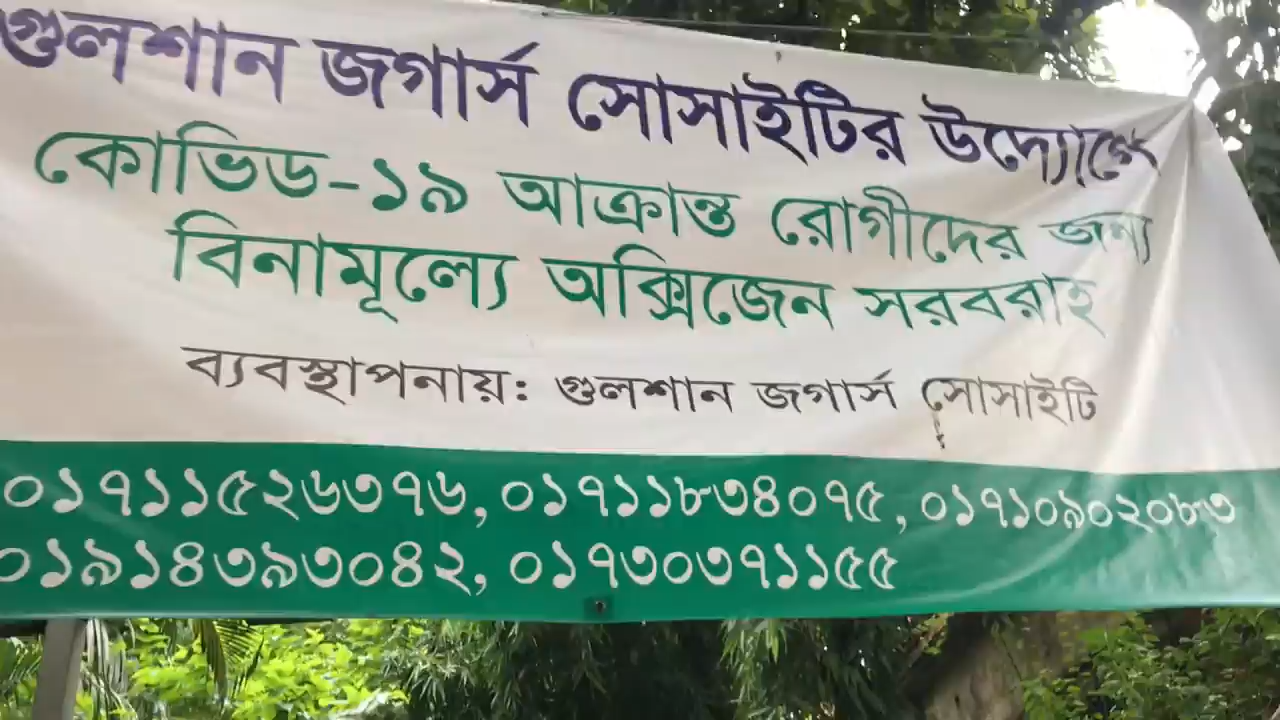 গুলশান জগার্স সোসাইটির উদ্যোগে
কোভিড-১৯ আক্রান্ত রোগীদের জন্য
বিনামূল্যে অক্সিজেন সরবরাহ
ব্যবস্থাপনায়: গুলশান জগার্স সোসাইটি
০১৭১১৫২৬৩৭৬, ০১৭১১৮৩৪০৭৫, ০১৭১০৯০২০৮৩
০১৯১৪৩৯৩০৪২, ০১৭৩০৩৭১১৫৫